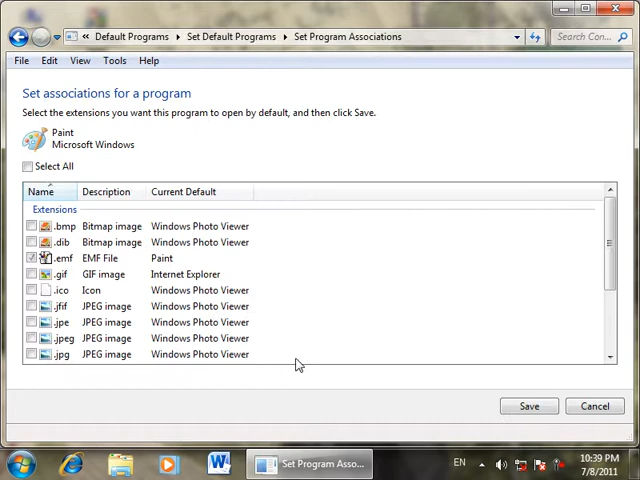 Default Programs
Set Default Programs
Set Program Associations
Search Con...
File Edit View Tools Help
Set associations for a program
Select the extensions you want this program to open by default, and then click Save.
Paint
Microsoft Windows
Select All
Name Description Current Default
Extensions
.bmp Bitmap image Windows Photo Viewer
.dib Bitmap image Windows Photo Viewer
.emf EMF File Paint
.gif GIF image Internet Explorer
.ico Icon Windows Photo Viewer
.jfif JPEG image Windows Photo Viewer
.jpe JPEG image Windows Photo Viewer
.jpeg JPEG image Windows Photo Viewer
.jpg JPEG image Windows Photo Viewer
Save Cancel
Set Program Asso...
EN
10:39 PM
7/8/2011